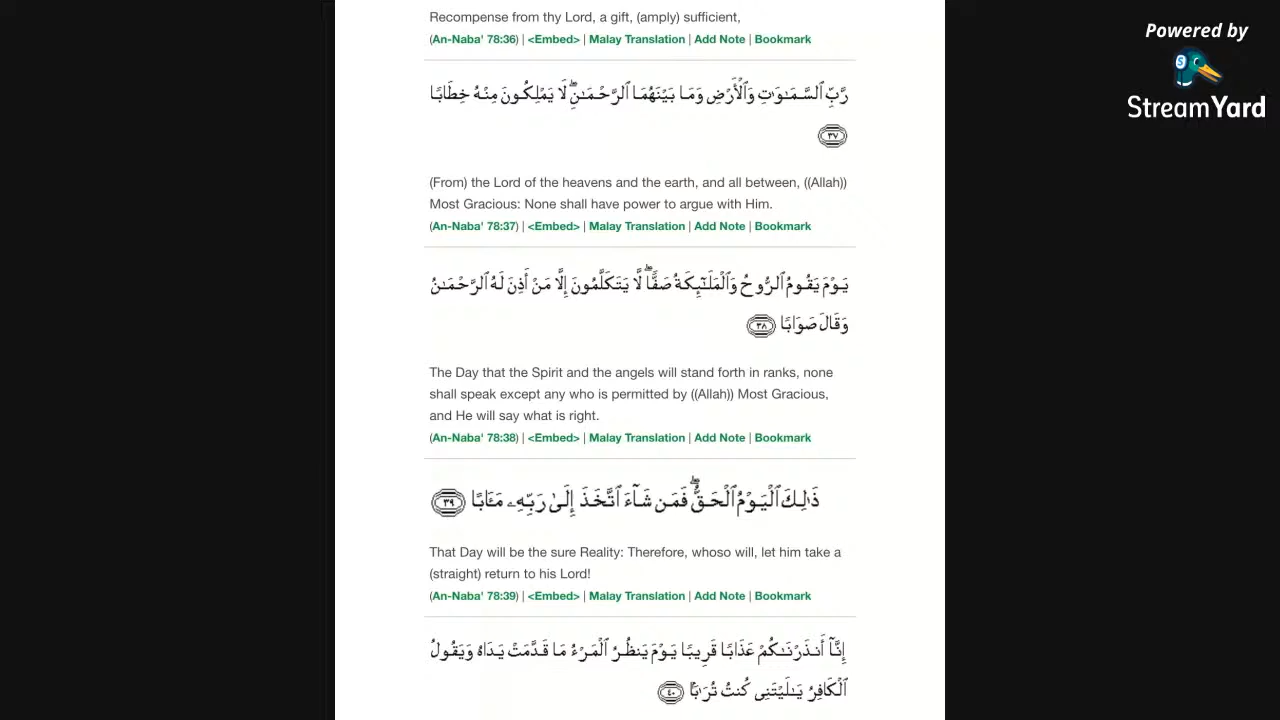 Recompense from thy Lord, a gift, (amply) sufficient,
(An-Naba' 78:36) | <Embed> | Malay Translation | Add Note | Bookmark
رَّبِّ ٱلسَّمَـٰوَٰتِ وَٱلْأَرْضِ وَمَا بَيْنَهُمَا ٱلرَّحْمَـٰنِ ۖ لَا يَمْلِكُونَ مِنْهُ خِطَابًا
٣٧
(From) the Lord of the heavens and the earth, and all between, ((Allah))
Most Gracious: None shall have power to argue with Him.
(An-Naba' 78:37) | <Embed> | Malay Translation | Add Note | Bookmark
يَوْمَ يَقُومُ ٱلرُّوحُ وَٱلْمَلَـٰٓئِكَةُ صَفًّا ۖ لَّا يَتَكَلَّمُونَ إِلَّا مَنْ أَذِنَ لَهُ ٱلرَّحْمَـٰنُ
وَقَالَ صَوَابًا ٣٨
The Day that the Spirit and the angels will stand forth in ranks, none
shall speak except any who is permitted by ((Allah)) Most Gracious,
and He will say what is right.
(An-Naba' 78:38) | <Embed> | Malay Translation | Add Note | Bookmark
ذَٰلِكَ ٱلْيَوْمُ ٱلْحَقُّ ۖ فَمَن شَآءَ ٱتَّخَذَ إِلَىٰ رَبِّهِۦ مَـَٔابًا ٣٩
That Day will be the sure Reality: Therefore, whoso will, let him take a
(straight) return to his Lord!
(An-Naba' 78:39) | <Embed> | Malay Translation | Add Note | Bookmark
إِنَّآ أَنذَرْنَـٰكُمْ عَذَابًا قَرِيبًا يَوْمَ يَنظُرُ ٱلْمَرْءُ مَا قَدَّمَتْ يَدَاهُ وَيَقُولُ
ٱلْكَافِرُ يَـٰلَيْتَنِى كُنتُ تُرَٰبًۢا ٤٠
Powered by
StreamYard